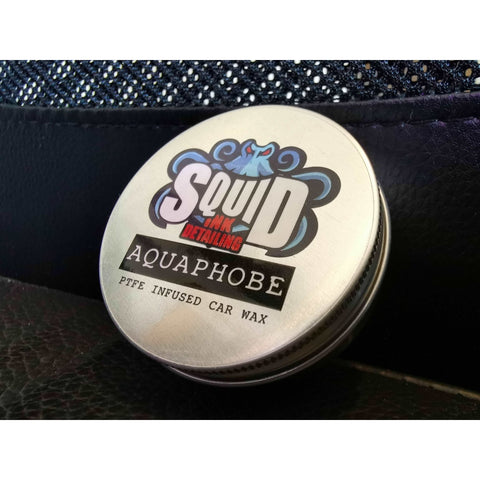 SQUID
INK
DETAILING
AQUAPHOBE
PTFE INFUSED CAR WAX